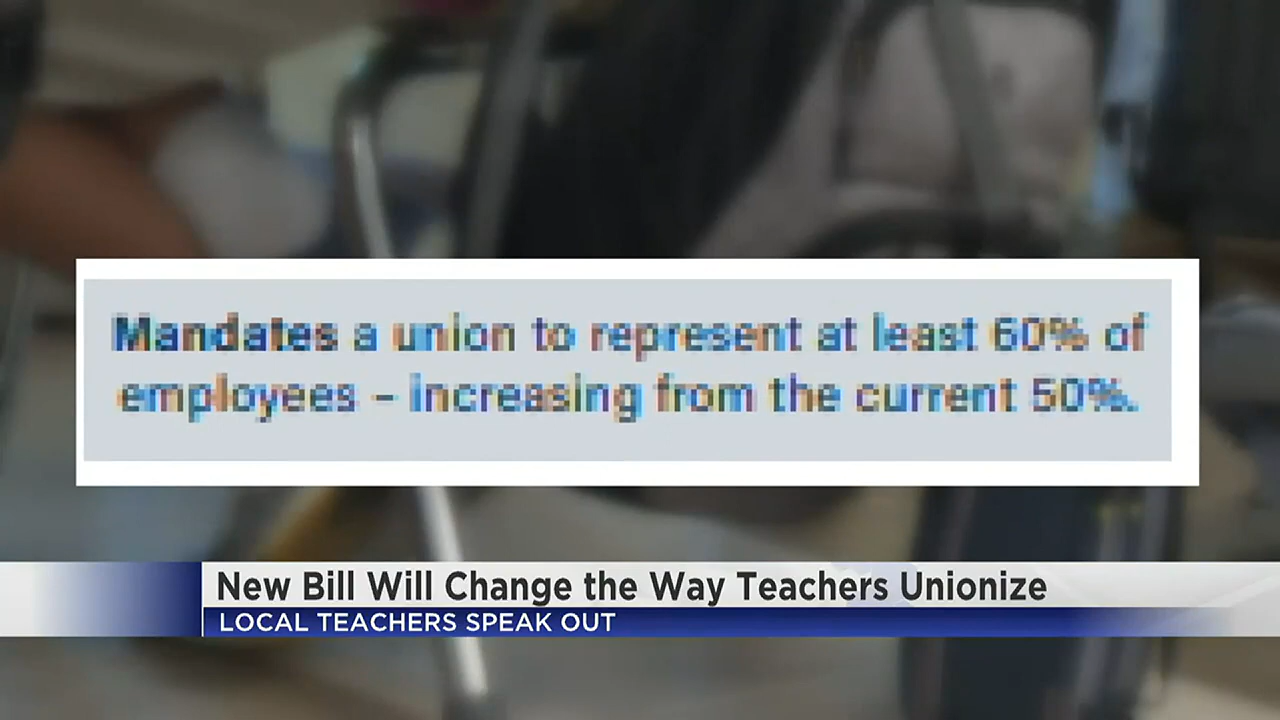 Mandates a union to represent at least 60% of
employees – increasing from the current 50%.
New Bill Will Change the Way Teachers Unionize
LOCAL TEACHERS SPEAK OUT